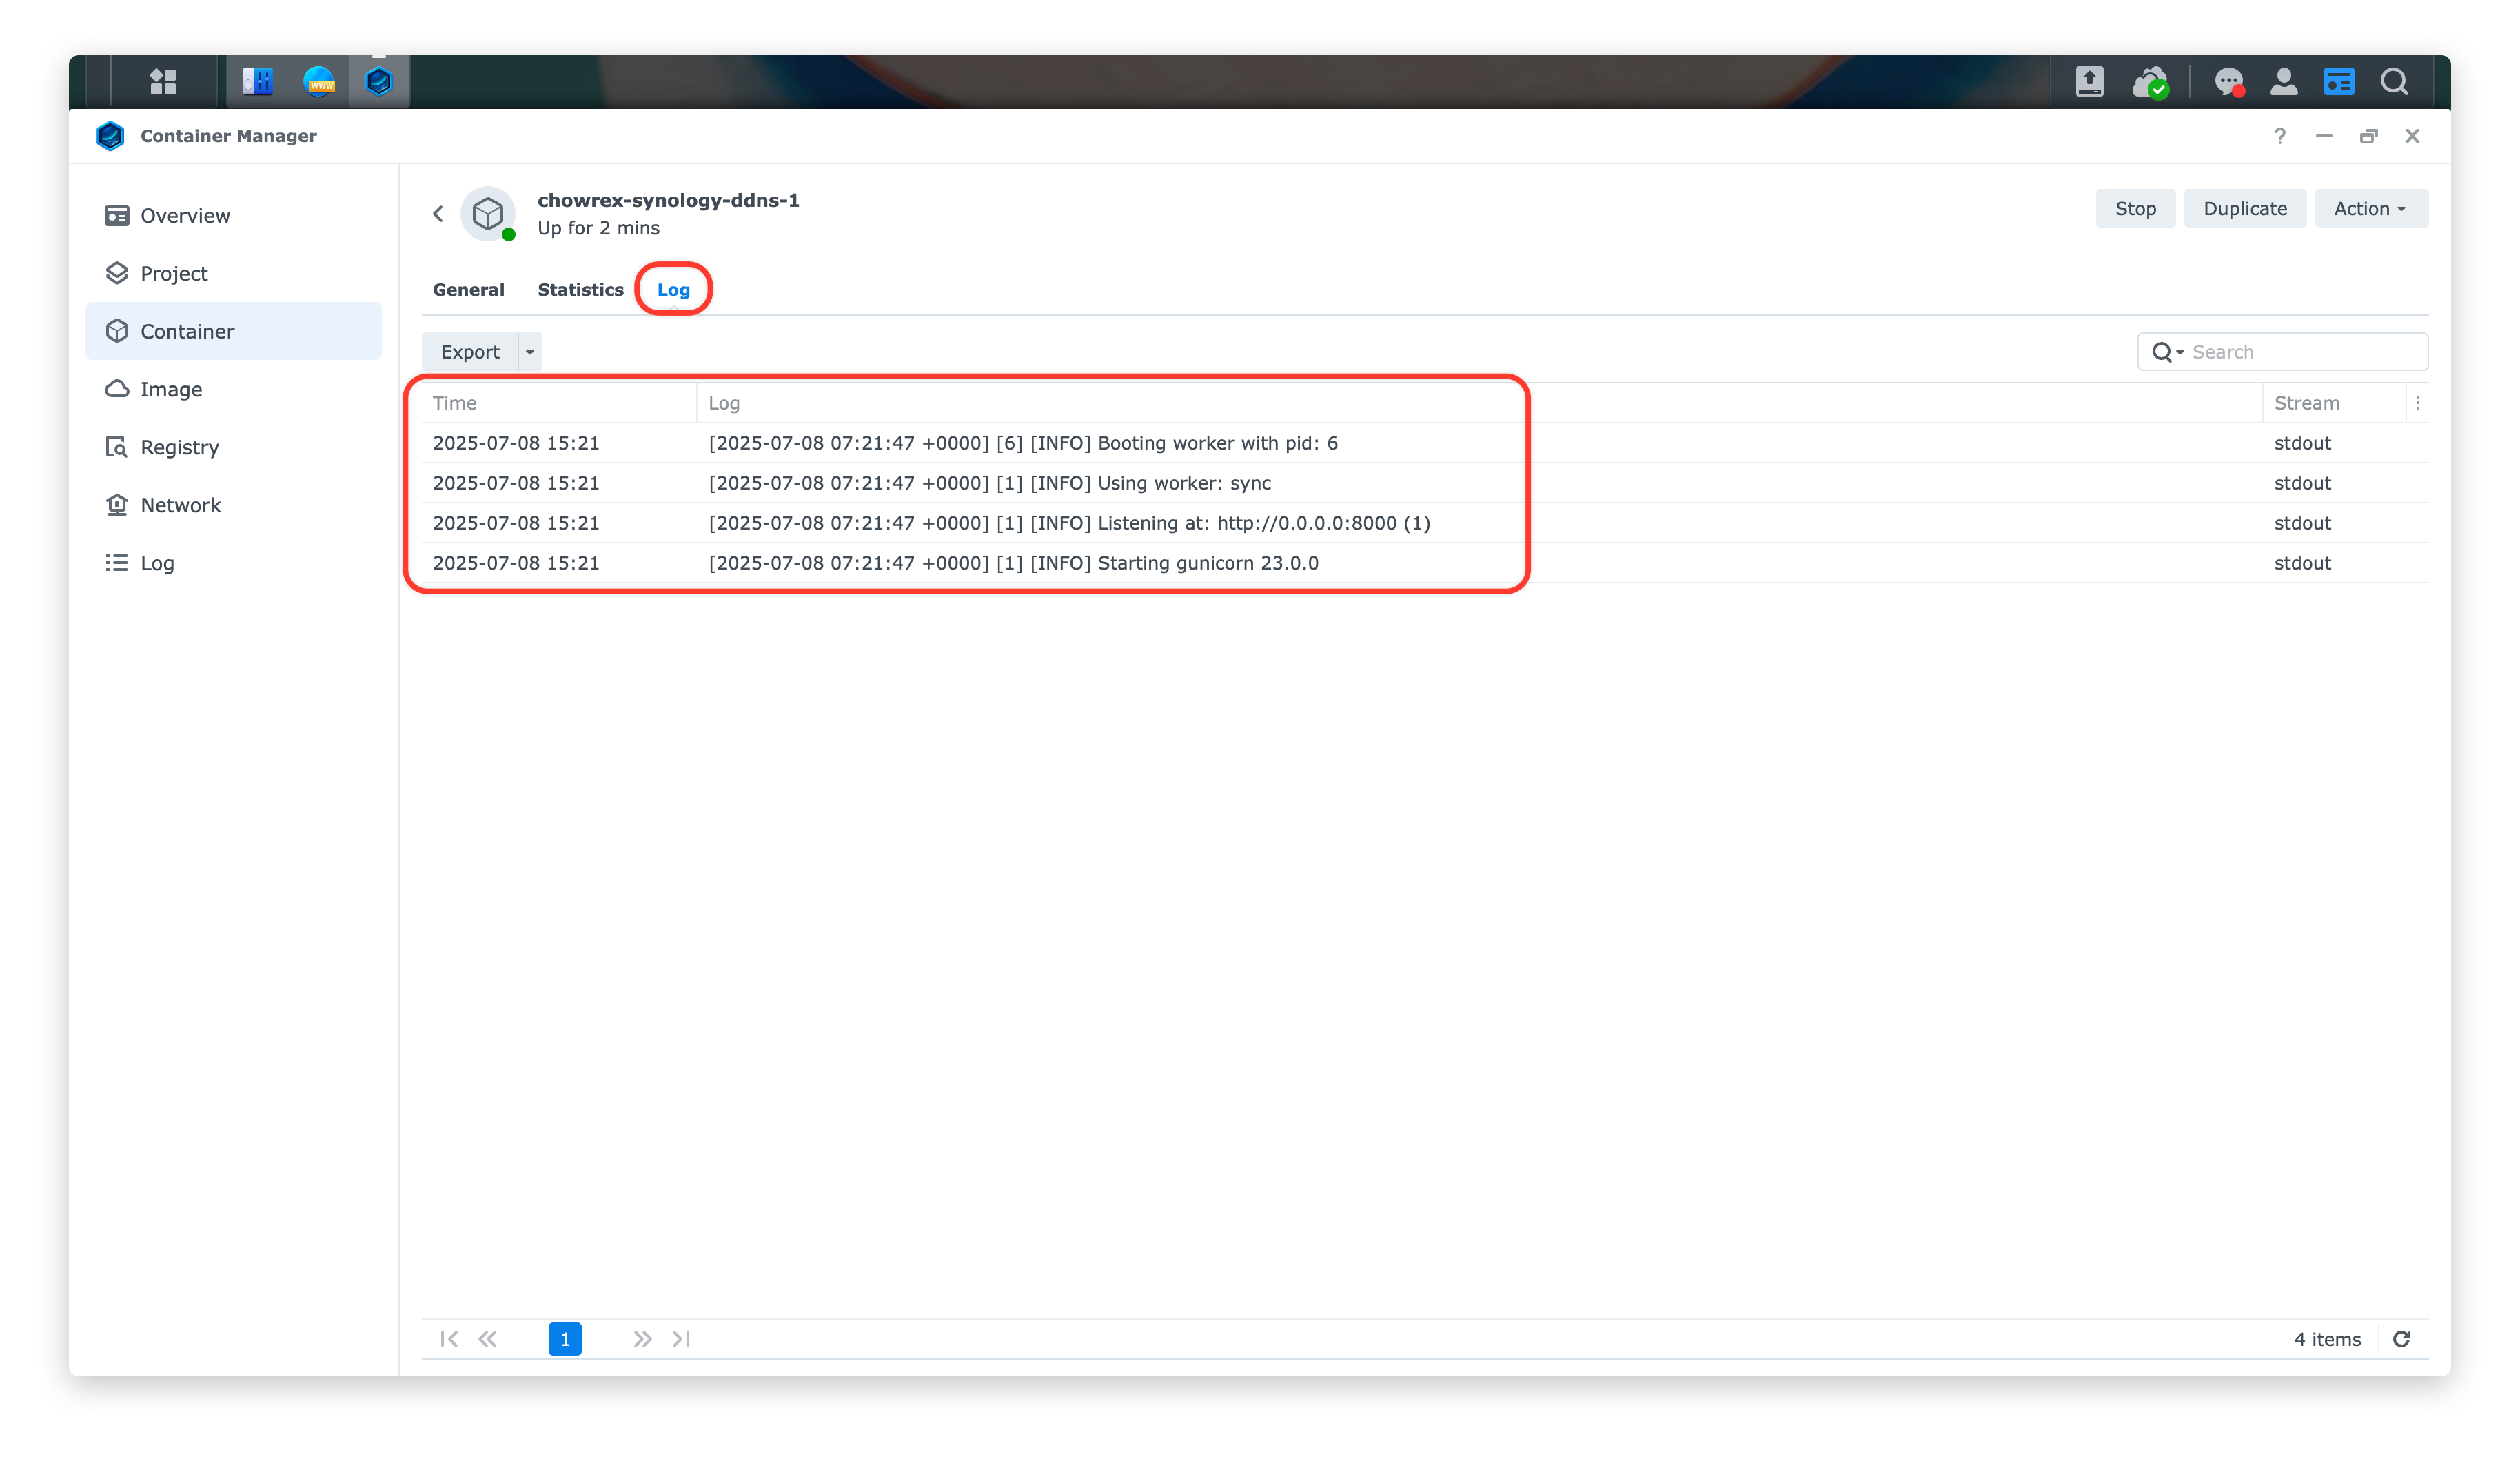 www
Container Manager
?
Overview
Project
Container
Image
Registry
Network
Log
chowrex-synology-ddns-1
Up for 2 mins
Stop
Duplicate
Action
General
Statistics
Log
Export
Search
Time
Log
Stream
2025-07-08 15:21 [2025-07-08 07:21:47 +0000] [6] [INFO] Booting worker with pid: 6 stdout
2025-07-08 15:21 [2025-07-08 07:21:47 +0000] [1] [INFO] Using worker: sync stdout
2025-07-08 15:21 [2025-07-08 07:21:47 +0000] [1] [INFO] Listening at: http://0.0.0.0:8000 (1) stdout
2025-07-08 15:21 [2025-07-08 07:21:47 +0000] [1] [INFO] Starting gunicorn 23.0.0 stdout
1
4 items